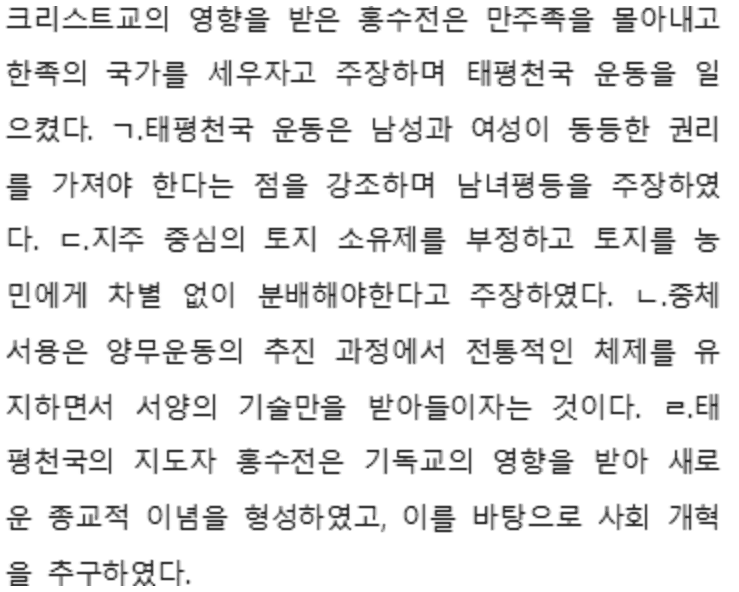 크리스트교의 영향을 받은 홍수전은 만주족을 몰아내고
한족의 국가를 세우자고 주장하며 태평천국 운동을 일
으켰다. ㄱ.태평천국 운동은 남성과 여성이 동등한 권리
를 가져야 한다는 점을 강조하며 남녀평등을 주장하였
다. ㄷ.지주 중심의 토지 소유제를 부정하고 토지를 농
민에게 차별 없이 분배해야한다고 주장하였다. ㄴ.중체
서용은 양무운동의 추진 과정에서 전통적인 체제를 유
지하면서 서양의 기술만을 받아들이자는 것이다. ㄹ.태
평천국의 지도자 홍수전은 기독교의 영향을 받아 새로
운 종교적 이념을 형성하였고, 이를 바탕으로 사회 개혁
을 추구하였다.